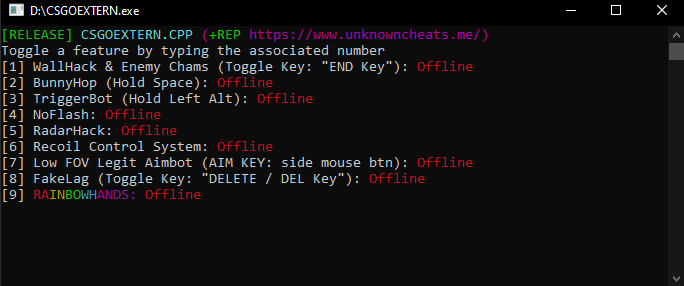 D:\CSGOEXTERN.exe
[RELEASE] CSGOEXTERN.CPP (+REP https://www.unknowncheats.me/)
Toggle a feature by typing the associated number
[1] WallHack & Enemy Chams (Toggle Key: "END Key"): Offline
[2] BunnyHop (Hold Space): Offline
[3] TriggerBot (Hold Left Alt): Offline
[4] NoFlash: Offline
[5] RadarHack: Offline
[6] Recoil Control System: Offline
[7] Low FOV Legit Aimbot (AIM KEY: side mouse btn): Offline
[8] FakeLag (Toggle Key: "DELETE / DEL Key"): Offline
[9] RAINBOWHANDS: Offline